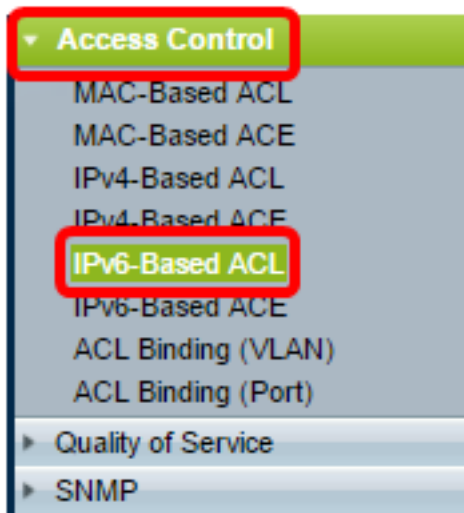 Access Control
MAC-Based ACL
MAC-Based ACE
IPv4-Based ACL
IPv4-Based ACE
IPv6-Based ACL
IPv6-Based ACE
ACL Binding (VLAN)
ACL Binding (Port)
Quality of Service
SNMP